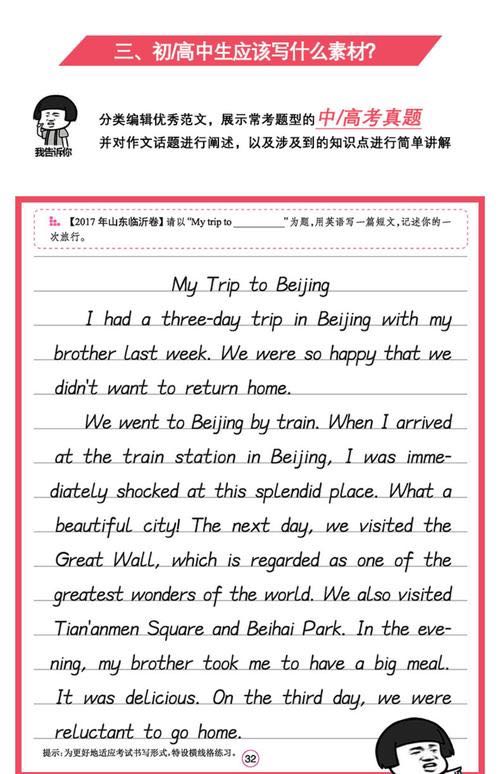 三、初/高中生应该写什么素材?
分类编辑优秀范文，展示常考题型的中/高考真题
并对作文话题进行阐述，以及涉及到的知识点进行简单讲解
我告诉你
【2017年山东临沂卷】请以“My trip to ________”为题,用英语写一篇短文,记述你的一
次旅行。
My Trip to Beijing
I had a three-day trip in Beijing with my
brother last week. We were so happy that we
didn't want to return home.
We went to Beijing by train. When I arrived
at the train station in Beijing, I was imme-
diately shocked at this splendid place. What a
beautiful city! The next day, we visited the
Great Wall, which is regarded as one of the
greatest wonders of the world. We also visited
Tian'anmen Square and Beihai Park. In the eve-
ning, my brother took me to have a big meal.
It was delicious. On the third day, we were
reluctant to go home.
提示:为更好地适应考试书写形式,特设横线格练习。
32